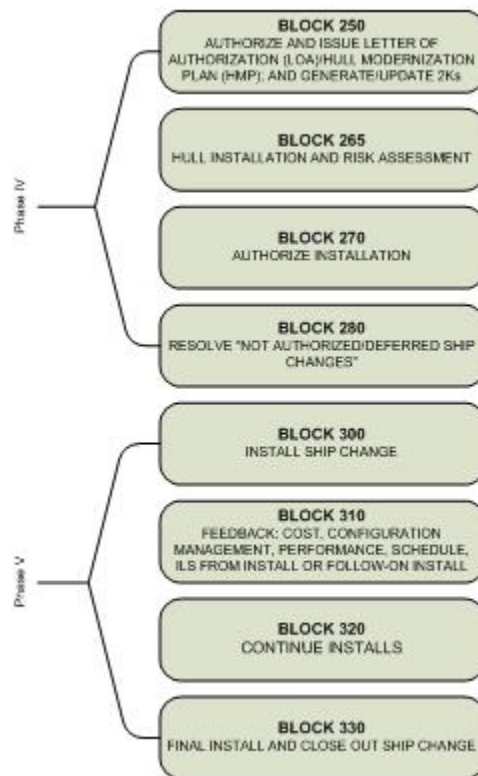 BLOCK 250
AUTHORIZE AND ISSUE LETTER OF
AUTHORIZATION (LOA)/HULL MODERNIZATION
PLAN (HMP); AND GENERATE/UPDATE 2Ks
BLOCK 265
HULL INSTALLATION AND RISK ASSESSMENT
Phase IV
BLOCK 270
AUTHORIZE INSTALLATION
BLOCK 280
RESOLVE "NOT AUTHORIZED/DEFERRED SHIP
CHANGES"
BLOCK 300
INSTALL SHIP CHANGE
BLOCK 310
FEEDBACK: COST, CONFIGURATION
MANAGEMENT, PERFORMANCE, SCHEDULE,
ILS FROM INSTALL OR FOLLOW-ON INSTALL
Phase V
BLOCK 320
CONTINUE INSTALLS
BLOCK 330
FINAL INSTALL AND CLOSE OUT SHIP CHANGE